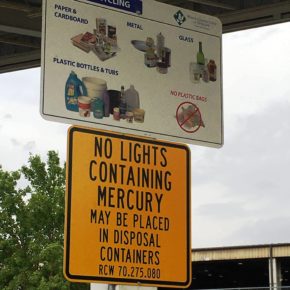 CYCLING
PAPER &
CARDBOARD
METAL
GLASS
PLASTIC BOTTLES & TUBS
NO PLASTIC BAGS
NO LIGHTS
CONTAINING
MERCURY
MAY BE PLACED
IN DISPOSAL
CONTAINERS
RCW 70.275.080